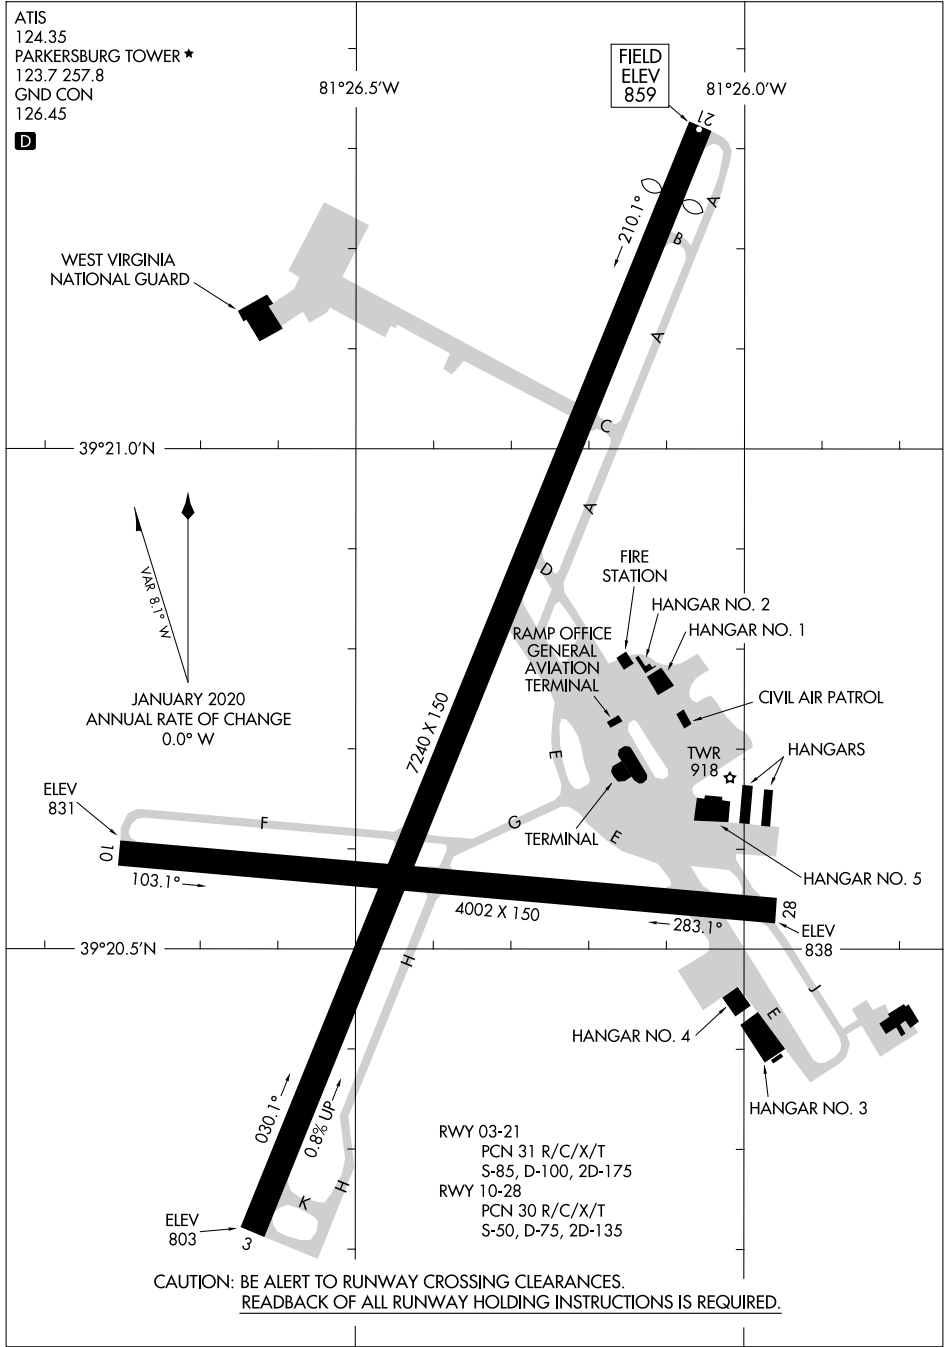 ATIS
124.35
PARKERSBURG TOWER ★
123.7 257.8
GND CON
126.45
D
81°26.5'W
FIELD
ELEV
859
81°26.0'W
21
210.1°
A
B
WEST VIRGINIA
NATIONAL GUARD
A
C
39°21.0'N
A
VAR 8.1° W
D
FIRE
STATION
HANGAR NO. 2
HANGAR NO. 1
RAMP OFFICE
GENERAL
AVIATION
TERMINAL
JANUARY 2020
ANNUAL RATE OF CHANGE
0.0° W
CIVIL AIR PATROL
7240 X 150
E
TWR
918
HANGARS
ELEV
831
F
G
E
TERMINAL
10
103.1°
HANGAR NO. 5
4002 X 150
283.1°
28
ELEV
838
39°20.5'N
H
J
E
HANGAR NO. 4
HANGAR NO. 3
030.1°
0.8% UP
RWY 03-21
PCN 31 R/C/X/T
S-85, D-100, 2D-175
RWY 10-28
PCN 30 R/C/X/T
S-50, D-75, 2D-135
H
K
ELEV
803
3
CAUTION: BE ALERT TO RUNWAY CROSSING CLEARANCES.
READBACK OF ALL RUNWAY HOLDING INSTRUCTIONS IS REQUIRED.